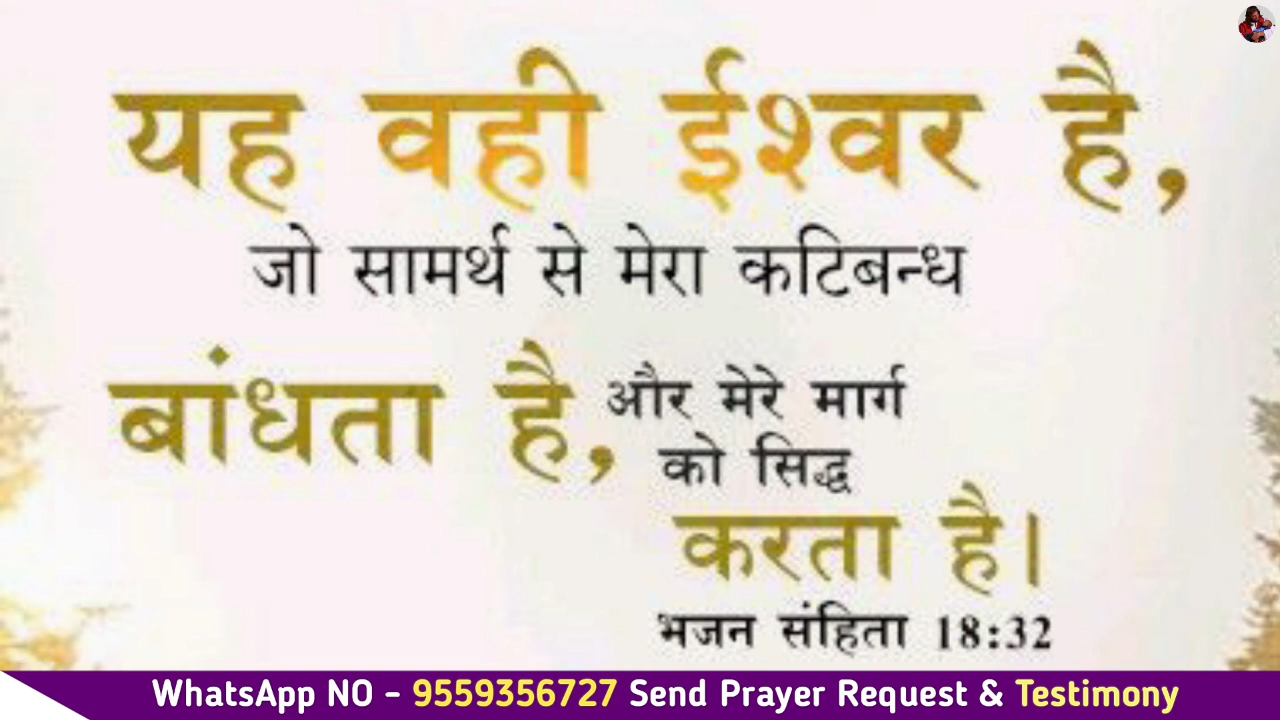 यह वही ईश्वर है,
जो सामर्थ से मेरा कटिबन्ध
बांधता है, और मेरे मार्ग
को सिद्ध
करता है।
भजन संहिता 18:32
WhatsApp NO - 9559356727 Send Prayer Request & Testimony